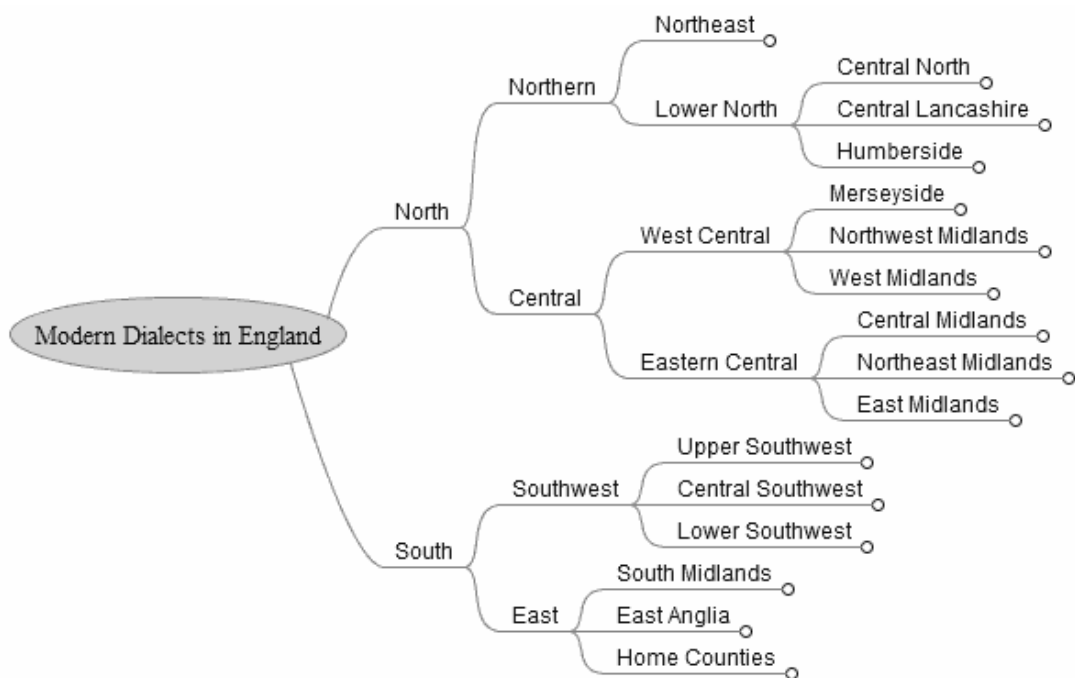 Northeast
Central North
Northern
Lower North
Central Lancashire
Humberside
Merseyside
North
West Central
Northwest Midlands
West Midlands
Central
Modern Dialects in England
Central Midlands
Eastern Central
Northeast Midlands
East Midlands
Upper Southwest
Southwest
Central Southwest
Lower Southwest
South
South Midlands
East
East Anglia
Home Counties